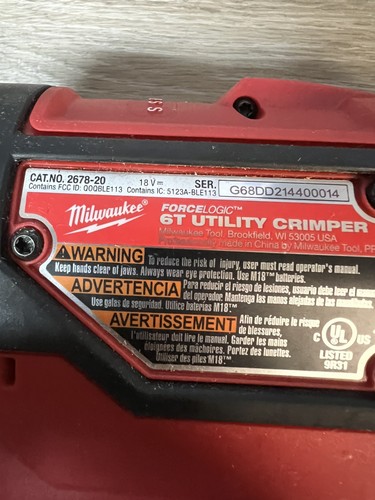 CAT.NO. 2678-20 18 V⎓ SER. G68DD214400014
Contains FCC ID: QOQBLE113 Contains IC: 5123A-BLE113
Milwaukee
FORCELOGIC™
6T UTILITY CRIMPER
Milwaukee Tool, Brookfield, WI 53005 USA
made in China by Milwaukee Tool,
WARNING To reduce the risk of injury, user must read operator's manual.
Keep hands clear of jaws. Always wear eye protection. Use M18™ batteries.
ADVERTENCIA Para reducir el riesgo de lesiones, usuario debe leer el
del operador. Mantenga las manos alejadas de las mandíbulas.
Use gafas de seguridad. Utilice baterías M18™.
AVERTISSEMENT Afin de réduire le risque
de blessures,
l'utilisateur doit lire le manuel. Garder les mains
éloignées des mâchoires. Portez des lunettes.
Utiliser des piles M18™
C UL US
LISTED
9R31